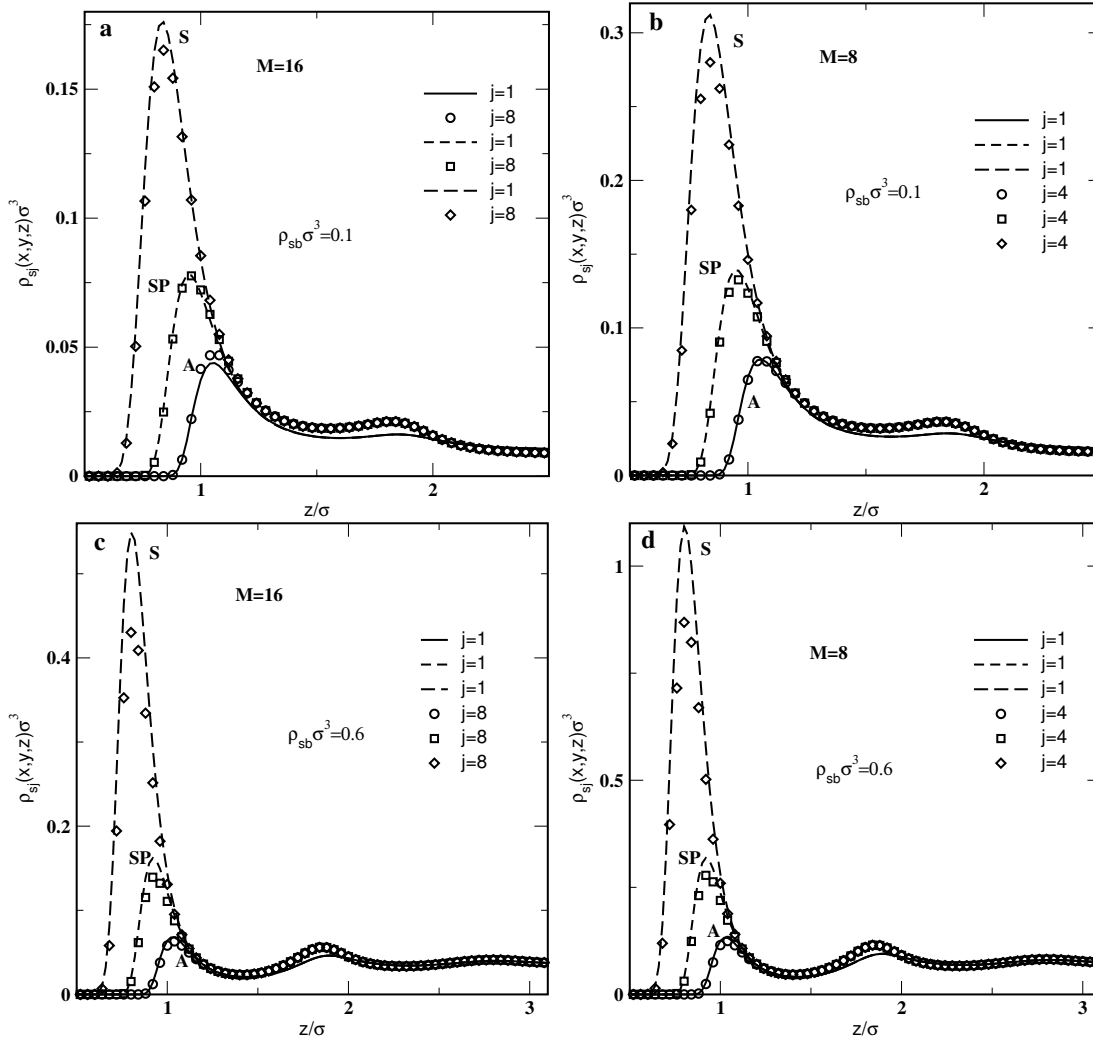 a
S
M=16
j=1
j=8
j=1
j=8
j=1
j=8
ρsbσ³=0.1
SP
A
ρsj(x,y,z)σ³
0.15
0.1
0.05
0
1
2
z/σ
b
S
M=8
j=1
j=1
j=1
j=4
j=4
j=4
ρsbσ³=0.1
SP
A
ρsj(x,y,z)σ³
0.3
0.2
0.1
0
1
2
z/σ
c
S
M=16
j=1
j=1
j=1
j=8
j=8
j=8
ρsbσ³=0.6
SP
A
ρsj(x,y,z)σ³
0.4
0.2
0
1
2
3
z/σ
d
S
M=8
j=1
j=1
j=1
j=4
j=4
j=4
ρsbσ³=0.6
SP
A
ρsj(x,y,z)σ³
1
0.5
0
1
2
3
z/σ